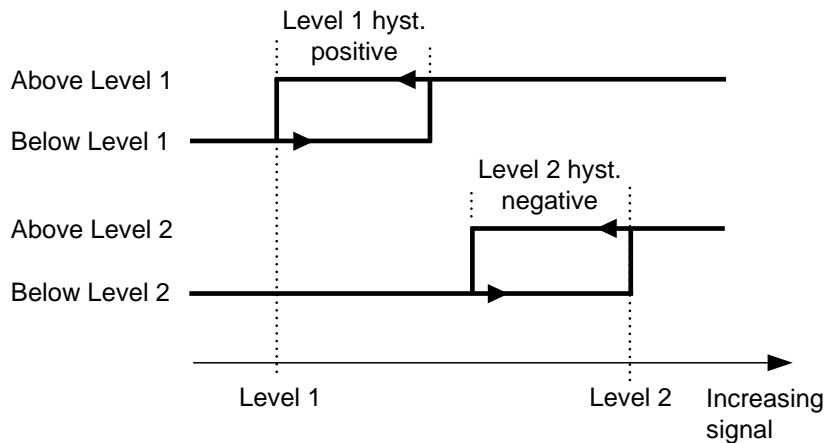 Level 1 hyst.
positive
Above Level 1
Below Level 1
Level 2 hyst.
negative
Above Level 2
Below Level 2
Level 1
Level 2
Increasing
signal